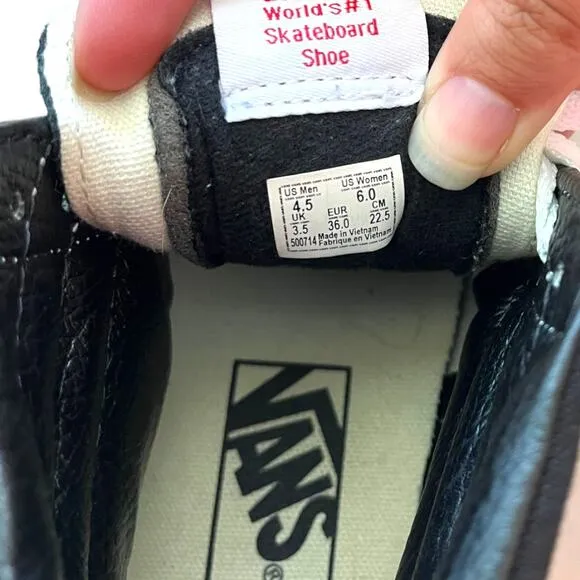 World's#1
Skateboard
Shoe
US Men US Women
4.5 6.0
UK EUR CM
3.5 36.0 22.5
500714 Made in Vietnam
Fabrique en Vietnam
VANS
®